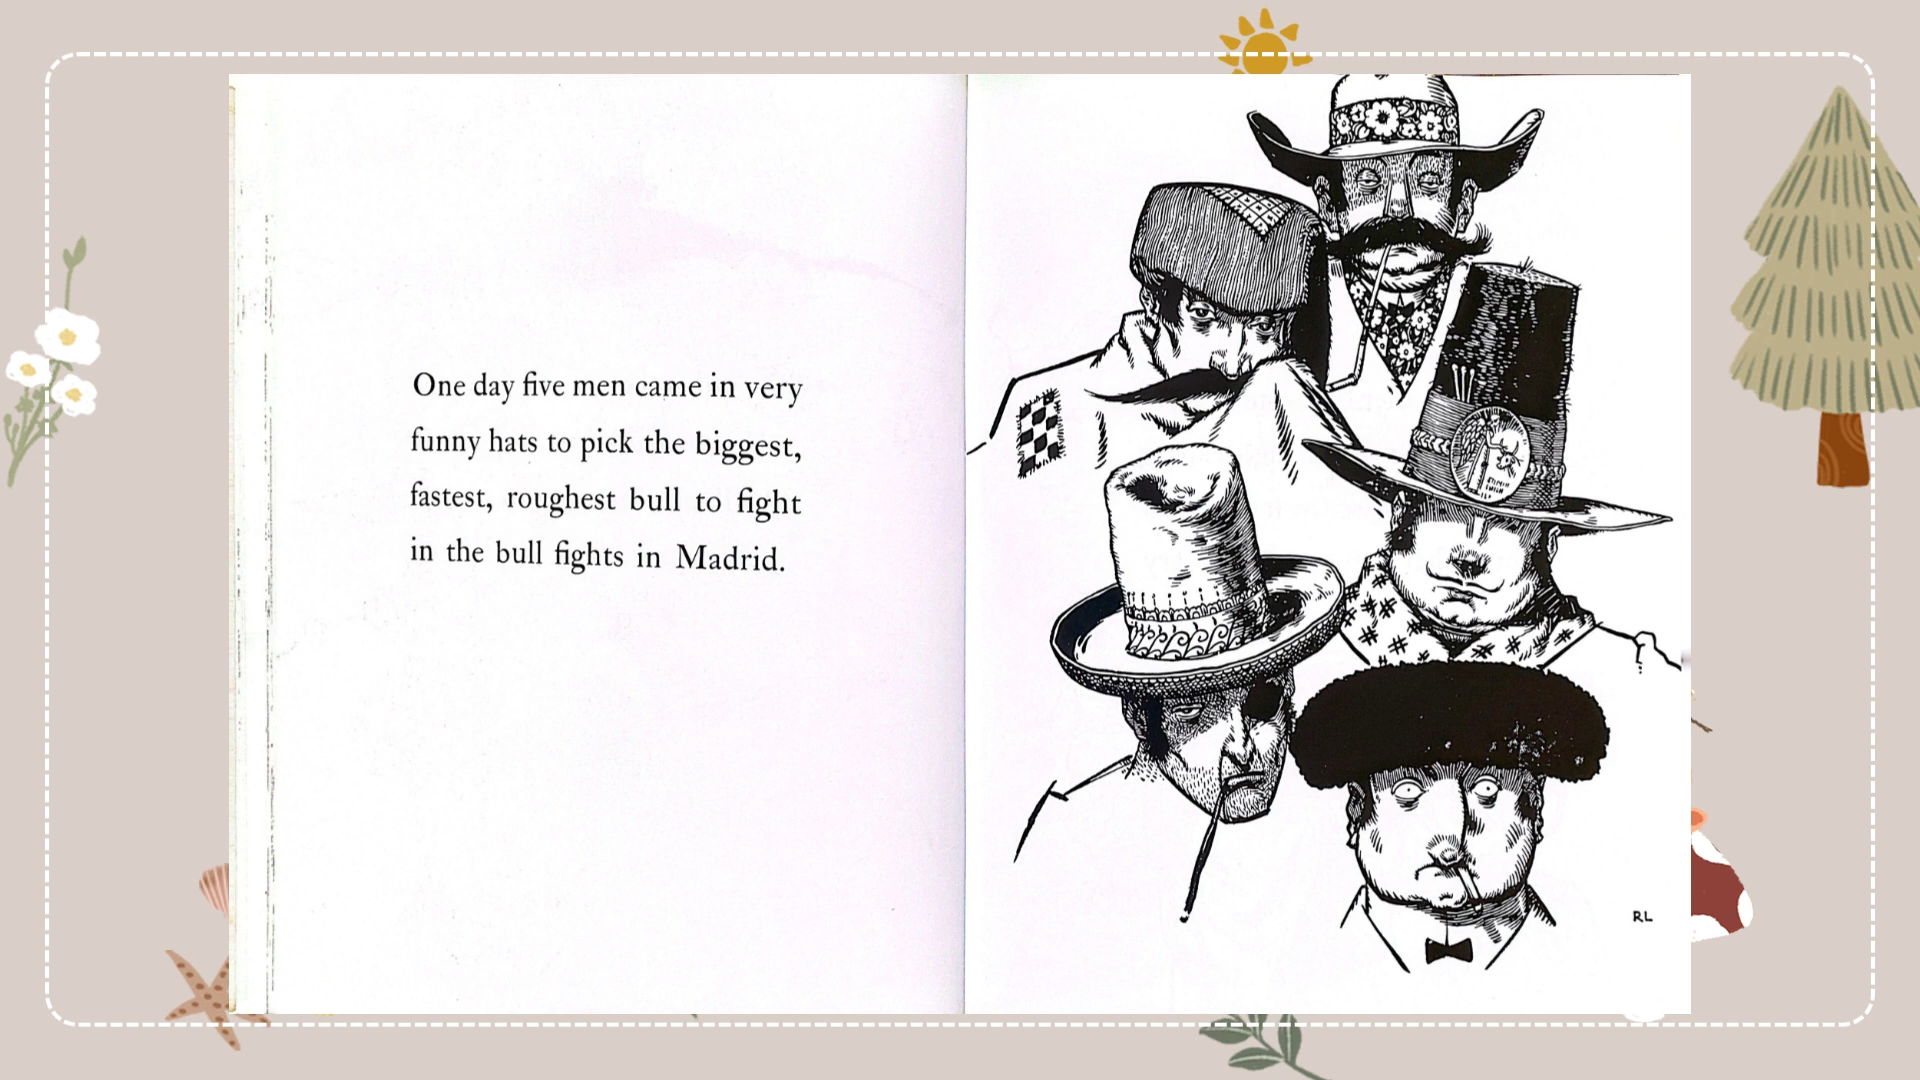 One day five men came in very
funny hats to pick the biggest,
fastest, roughest bull to fight
in the bull fights in Madrid.
RL